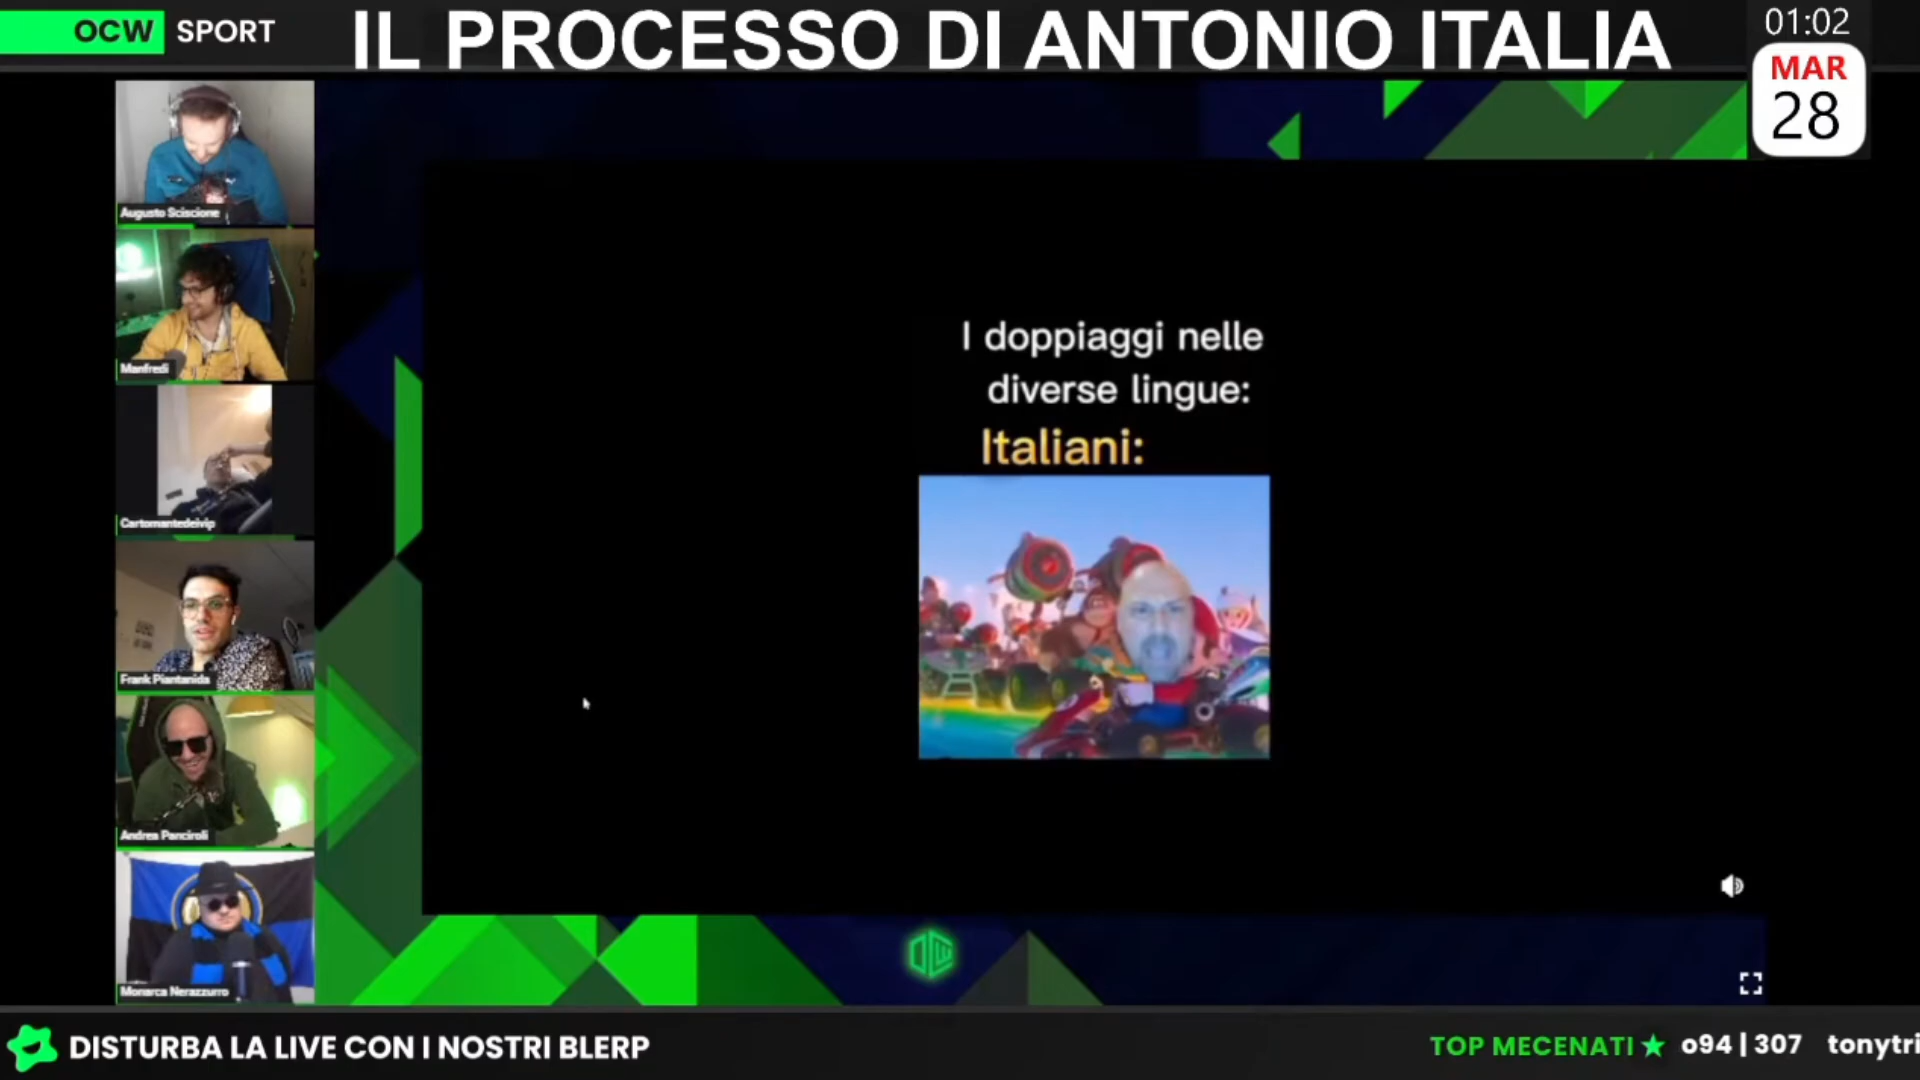 OCW SPORT
IL PROCESSO DI ANTONIO ITALIA
01:02
MAR
28
Augusto Sciscione
Manfredi
Cartomantedeivip
Frank Piantanida
Andrea Panciroli
Monarca Nerazzurro
I doppiaggi nelle
diverse lingue:
Italiani:
DISTURBA LA LIVE CON I NOSTRI BLERP
TOP MECENATI ★ o94 | 307 tonytri